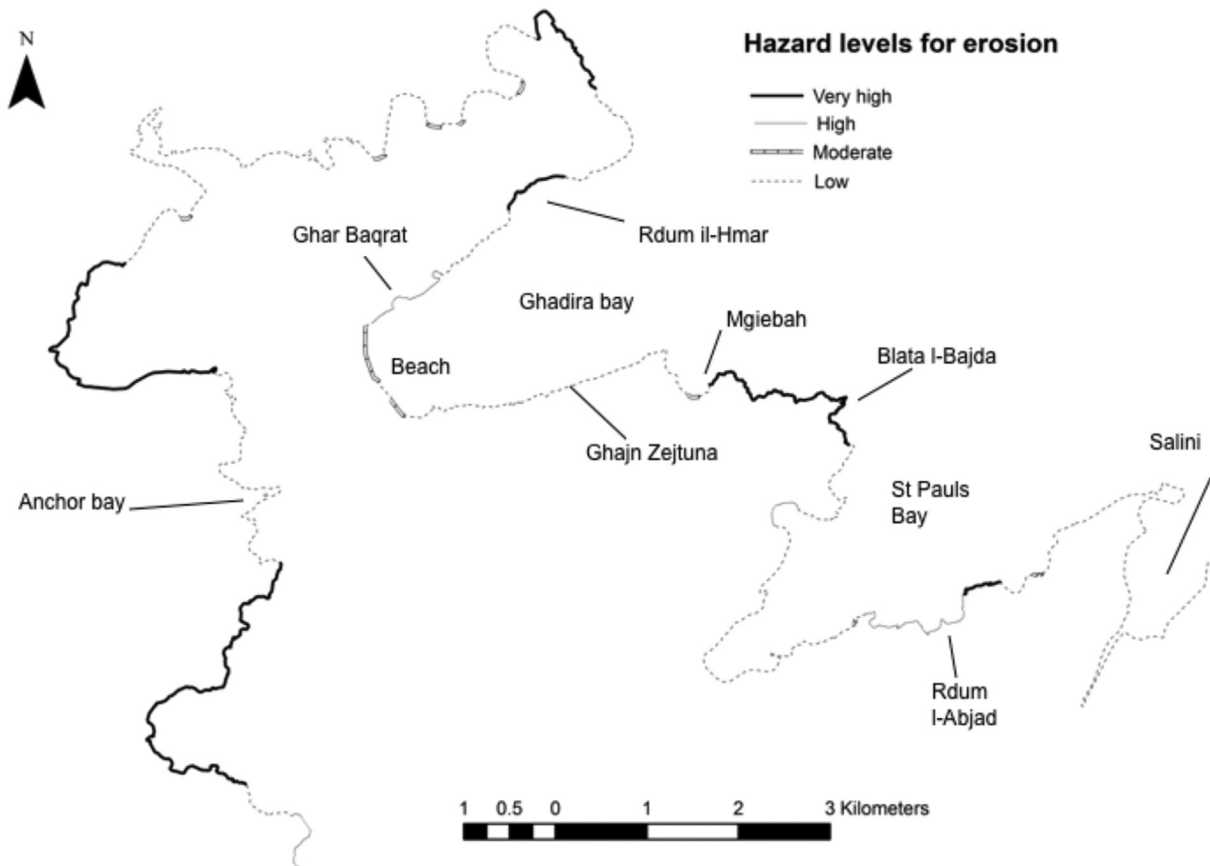 N
Hazard levels for erosion
Very high
High
Moderate
Low
Ghar Baqrat
Rdum il-Hmar
Ghadira bay
Mgiebah
Beach
Blata l-Bajda
Ghajn Zejtuna
Salini
Anchor bay
St Pauls
Bay
Rdum
l-Abjad
1 0.5 0 1 2 3 Kilometers